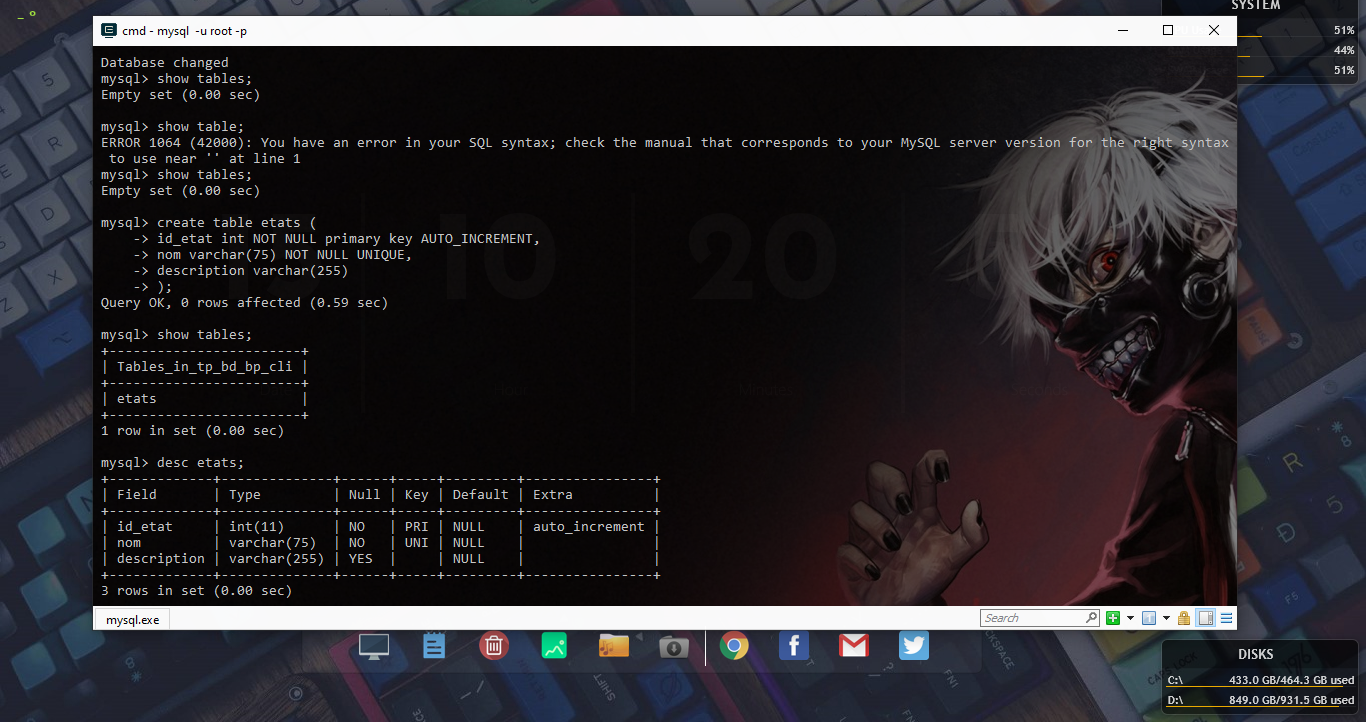 SYSTEM
51%
44%
51%
cmd - mysql  -u root -p
Database changed
mysql> show tables;
Empty set (0.00 sec)
mysql> show table;
ERROR 1064 (42000): You have an error in your SQL syntax; check the manual that corresponds to your MySQL server version for the right syntax
 to use near '' at line 1
mysql> show tables;
Empty set (0.00 sec)
mysql> create table etats (
    -> id_etat int NOT NULL primary key AUTO_INCREMENT,
    -> nom varchar(75) NOT NULL UNIQUE,
    -> description varchar(255)
    -> );
Query OK, 0 rows affected (0.59 sec)
mysql> show tables;
+------------------------+
| Tables_in_tp_bd_bp_cli |
+------------------------+
| etats                  |
+------------------------+
1 row in set (0.00 sec)
mysql> desc etats;
+-------------+--------------+------+-----+---------+----------------+
| Field       | Type         | Null | Key | Default | Extra          |
+-------------+--------------+------+-----+---------+----------------+
| id_etat     | int(11)      | NO   | PRI | NULL    | auto_increment |
| nom         | varchar(75)  | NO   | UNI | NULL    |                |
| description | varchar(255) | YES  |     | NULL    |                |
+-------------+--------------+------+-----+---------+----------------+
3 rows in set (0.00 sec)
mysql.exe
Search
10
20
PAUSE
DISKS
C:\ 433.0 GB/464.3 GB used
D:\ 849.0 GB/931.5 GB used